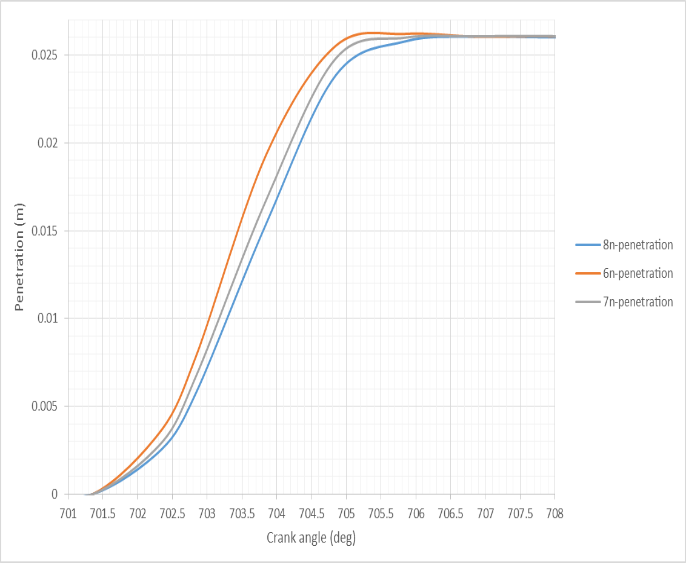 0.025
0.02
0.015
0.01
0.005
0
Penetration (m)
701 701.5 702 702.5 703 703.5 704 704.5 705 705.5 706 706.5 707 707.5 708
Crank angle (deg)
8n-penetration
6n-penetration
7n-penetration